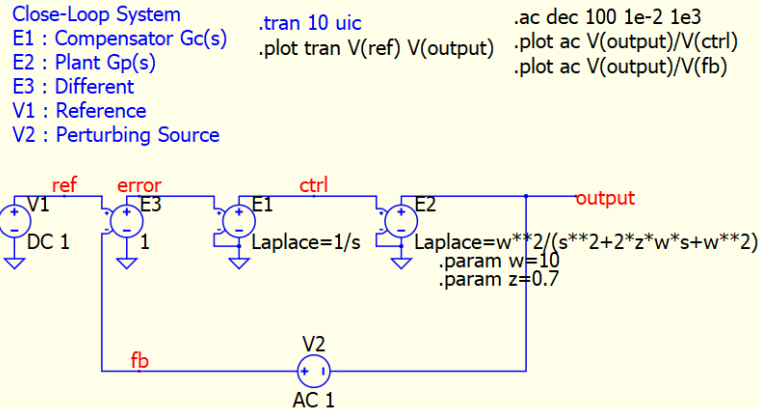 Close-Loop System
E1 : Compensator Gc(s)
E2 : Plant Gp(s)
E3 : Different
V1 : Reference
V2 : Perturbing Source
.tran 10 uic
.plot tran V(ref) V(output)
.ac dec 100 1e-2 1e3
.plot ac V(output)/V(ctrl)
.plot ac V(output)/V(fb)
ref
error
ctrl
output
V1
E3
E1
E2
DC 1
1
Laplace=1/s
Laplace=w**2/(s**2+2*z*w*s+w**2)
.param w=10
.param z=0.7
fb
V2
AC 1